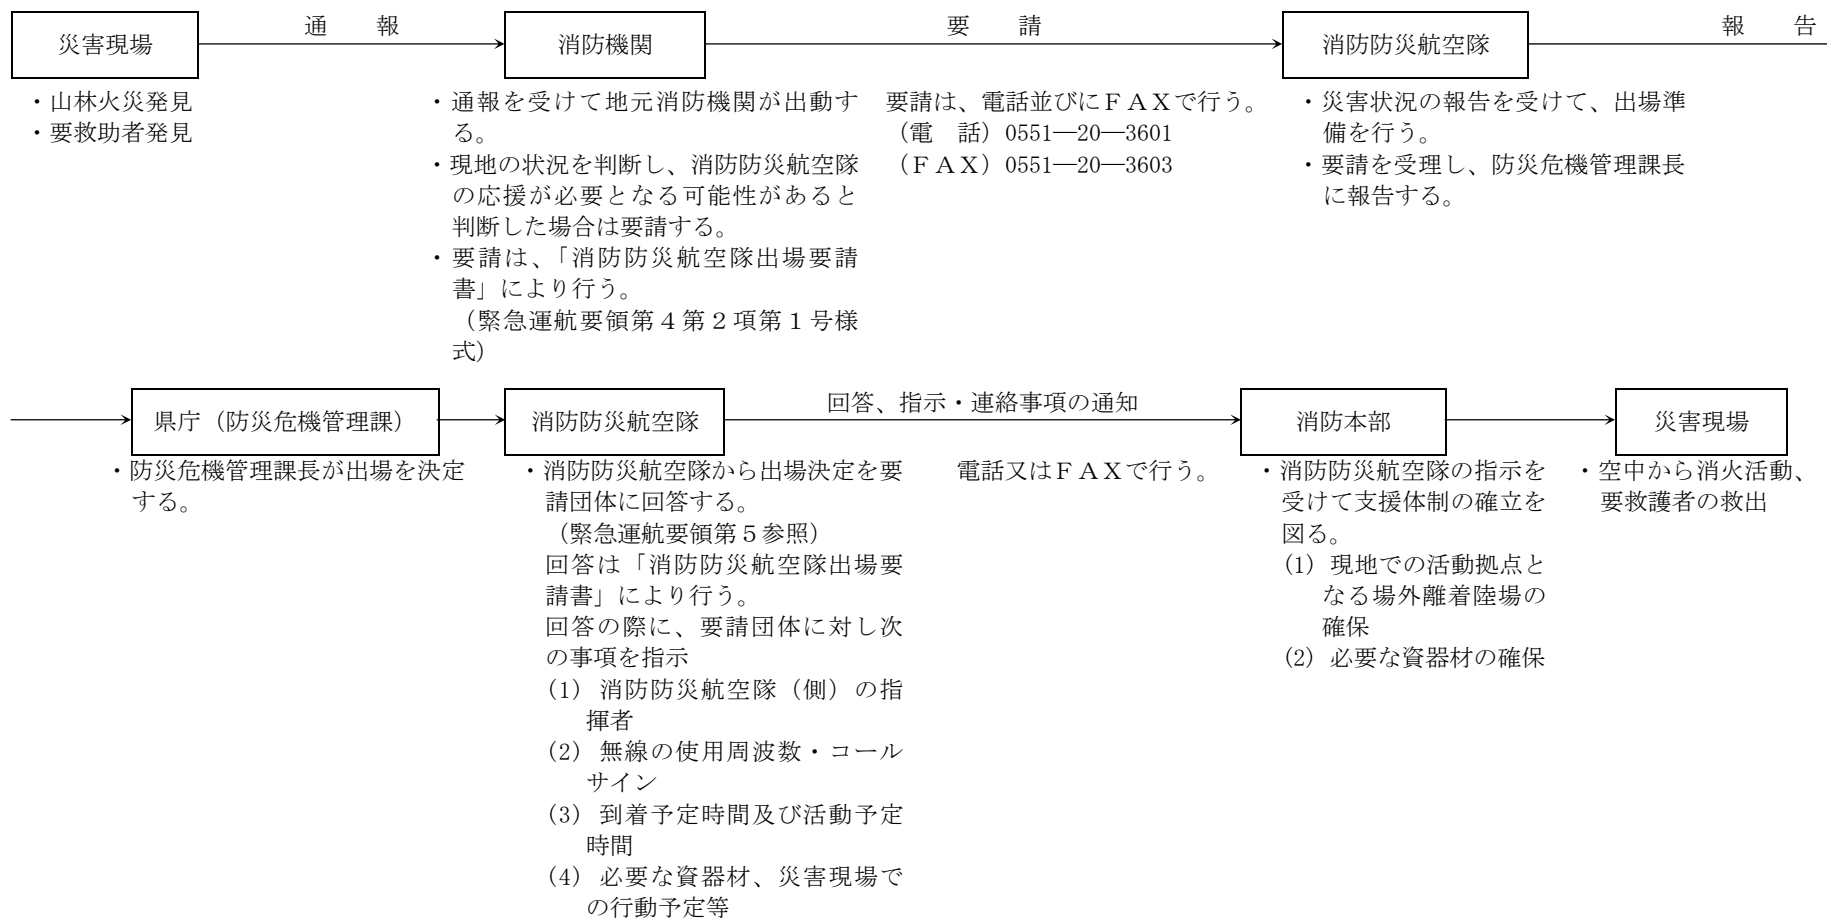 災害現場
通　報
消防機関
要　請
消防防災航空隊
報　告
・山林火災発見
・要救助者発見
・通報を受けて地元消防機関が出動す
る。
・現地の状況を判断し、消防防災航空隊
の応援が必要となる可能性があると
判断した場合は要請する。
・要請は、「消防防災航空隊出場要請
書」により行う。
（緊急運航要領第４第２項第１号様
式）
要請は、電話並びにＦＡＸで行う。
（電　話）0551―20―3601
（ＦＡＸ）0551―20―3603
・災害状況の報告を受けて、出場準
備を行う。
・要請を受理し、防災危機管理課長
に報告する。
県庁（防災危機管理課）
消防防災航空隊
回答、指示・連絡事項の通知
消防本部
災害現場
・防災危機管理課長が出場を決定
する。
・消防防災航空隊から出場決定を要
請団体に回答する。
（緊急運航要領第５参照）
回答は「消防防災航空隊出場要
請書」により行う。
回答の際に、要請団体に対し次
の事項を指示
(1) 消防防災航空隊（側）の指
揮者
(2) 無線の使用周波数・コール
サイン
(3) 到着予定時間及び活動予定
時間
(4) 必要な資器材、災害現場で
の行動予定等
電話又はＦＡＸで行う。
・消防防災航空隊の指示を
受けて支援体制の確立を
図る。
(1) 現地での活動拠点と
なる場外離着陸場の
確保
(2) 必要な資器材の確保
・空中から消火活動、
要救護者の救出